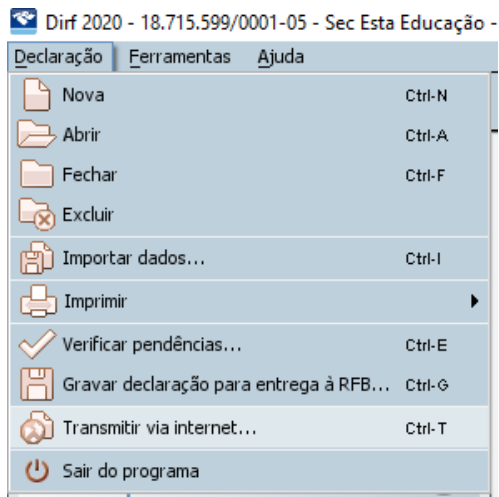 Dirf 2020 - 18.715.599/0001-05 - Sec Esta Educação -
Declaração Ferramentas Ajuda
Nova Ctrl-N
Abrir Ctrl-A
Fechar Ctrl-F
Excluir
Importar dados... Ctrl-I
Imprimir
Verificar pendências... Ctrl-E
Gravar declaração para entrega à RFB... Ctrl-G
Transmitir via internet... Ctrl-T
Sair do programa